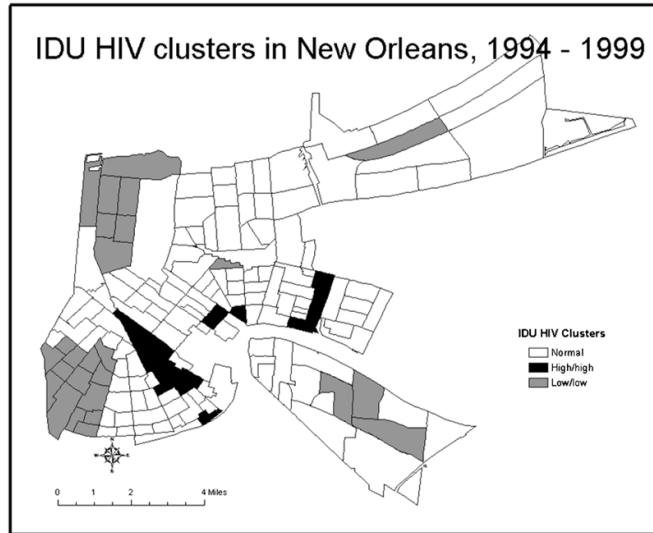 IDU HIV clusters in New Orleans, 1994 - 1999
IDU HIV Clusters
Normal
High/high
Low/low
N
W E
S
0 1 2 4 Miles